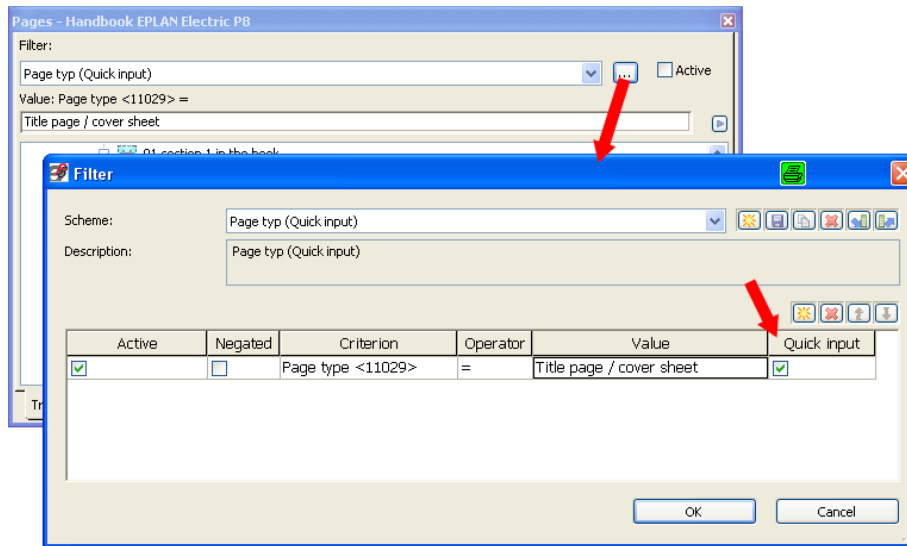 Pages - Handbook EPLAN Electric P8
Filter:
Page typ (Quick input)
...
Active
Value: Page type <11029> =
Title page / cover sheet
Filter
Scheme:
Page typ (Quick input)
Description:
Page typ (Quick input)
Active Negated Criterion Operator Value Quick input
Page type <11029> = Title page / cover sheet
Tr
OK Cancel